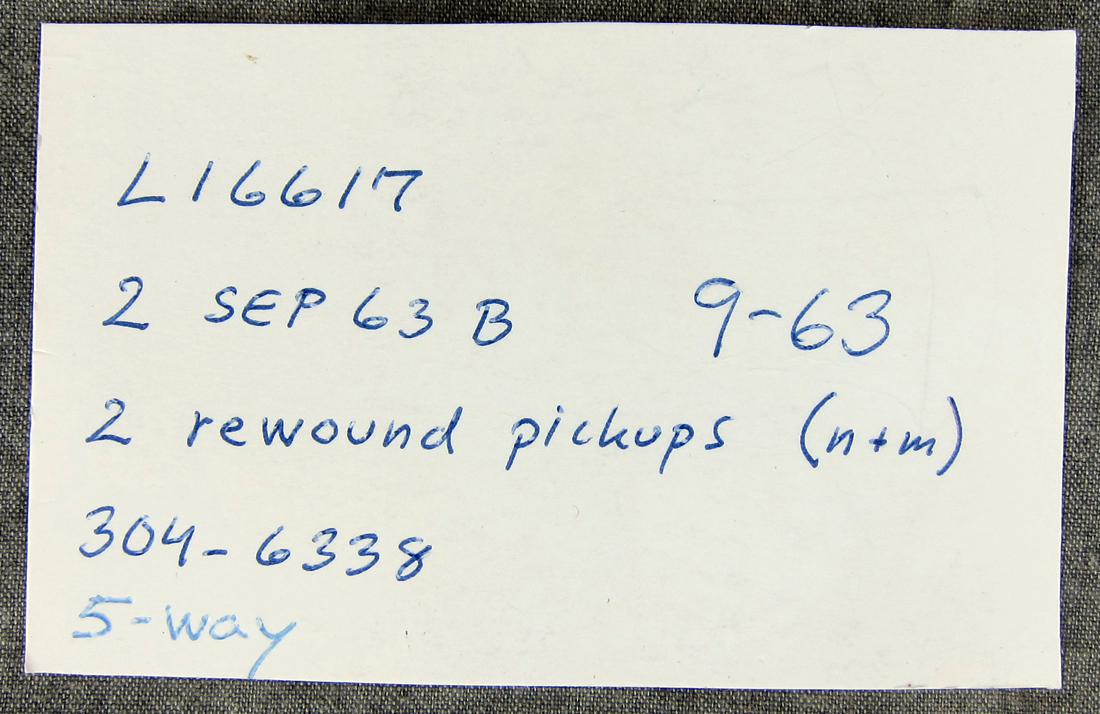 L16617
2 SEP 63 B 9-63
2 rewound pickups (n+m)
304-6338
5-way